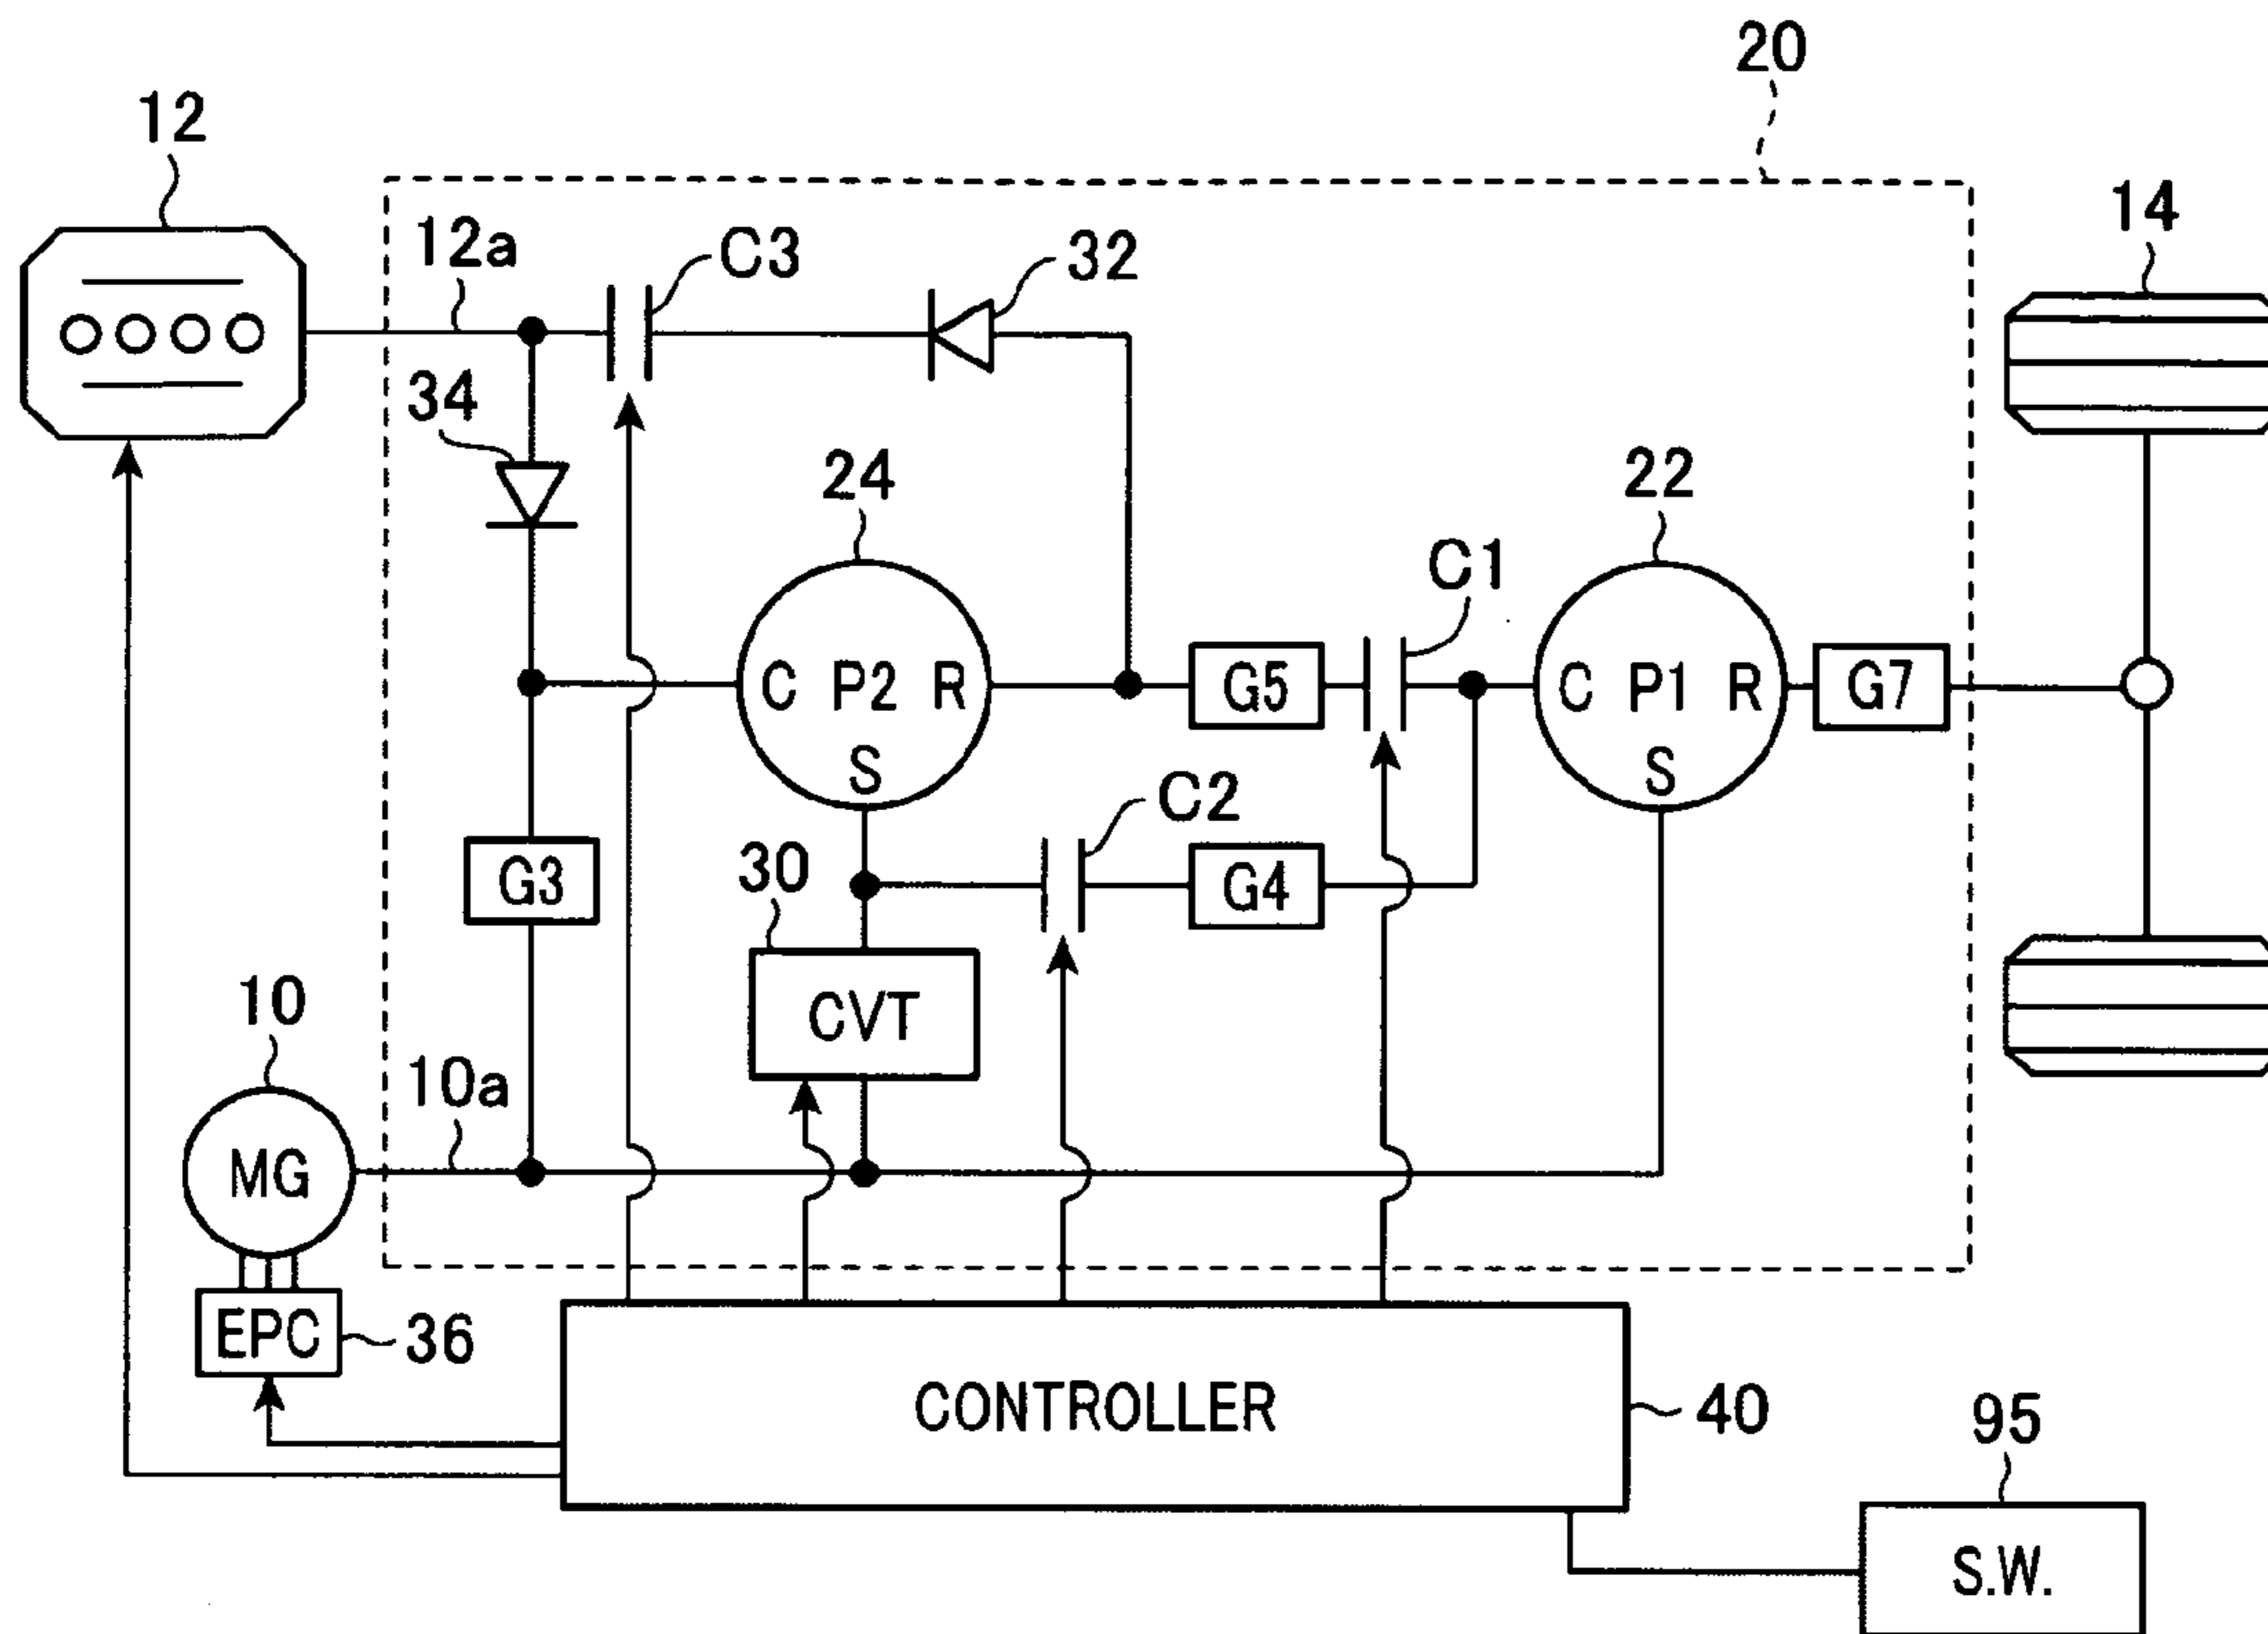 20
12
14
12a
C3
32
34
24
22
C1
C P2 R
S
G5
C P1 R
S
G7
C2
30
G3
G4
CVT
10
10a
MG
EPC
36
CONTROLLER
40
95
S.W.